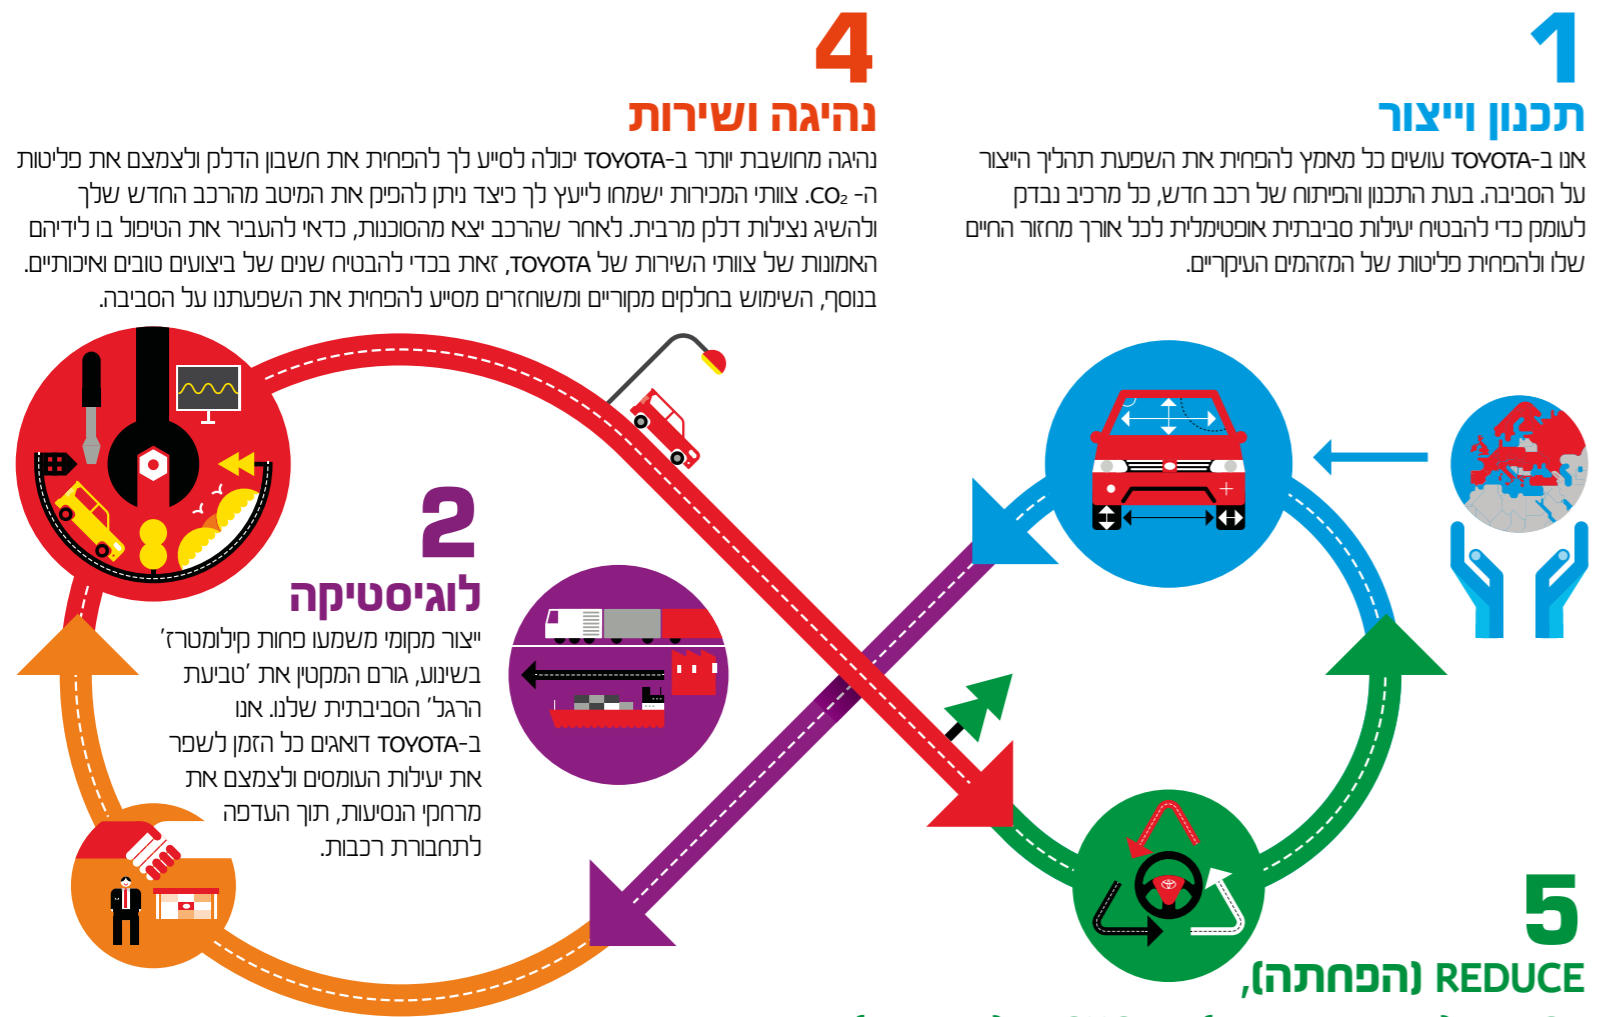 1
תכנון וייצור
אנו ב-TOYOTA עושים כל מאמץ להפחית את השפעת תהליך הייצור
על הסביבה. בעת התכנון והפיתוח של רכב חדש, כל מרכיב נבדק
לעומק כדי להבטיח יעילות סביבתית אופטימלית לכל אורך מחזור החיים
שלו ולהפחית פליטות של המזהמים העיקריים.
4
נהיגה ושירות
נהיגה מחושבת יותר ב-TOYOTA יכולה לסייע לך להפחית את חשבון הדלק ולצמצם את פליטות
ה- CO₂. צוותי המכירות ישמחו לייעץ לך כיצד ניתן להפיק את המיטב מהרכב החדש שלך
ולהשיג נצילות דלק מרבית. לאחר שהרכב יצא מהסוכנות, כדאי להעביר את הטיפול בו לידיהם
האמונות של צוותי השירות של TOYOTA, זאת בכדי להבטיח שנים של ביצועים טובים ואיכותיים.
בנוסף, השימוש בחלקים מקוריים ומשוחזרים מסייע להפחית את השפעתנו על הסביבה.
2
לוגיסטיקה
ייצור מקומי משמעו פחות קילומטרז'
בשינוע, גורם המקטין את 'טביעת
הרגל' הסביבתית שלנו. אנו
ב-TOYOTA דואגים כל הזמן לשפר
את יעילות העומסים ולצמצם את
מרחקי הנסיעות, תוך העדפה
לתחבורת רכבות.
5
REDUCE (הפחתה),